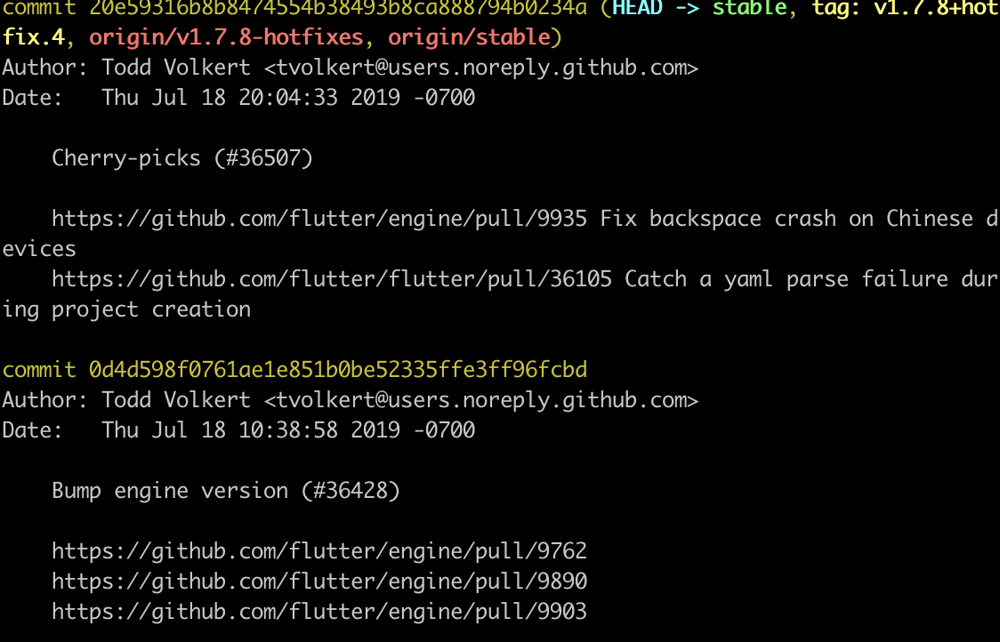 commit 20e59316b8b8474554b38493b8ca888794b0234a (HEAD -> stable, tag: v1.7.8+hot
fix.4, origin/v1.7.8-hotfixes, origin/stable)
Author: Todd Volkert <tvolkert@users.noreply.github.com>
Date:   Thu Jul 18 20:04:33 2019 -0700

    Cherry-picks (#36507)

    https://github.com/flutter/engine/pull/9935 Fix backspace crash on Chinese d
evices
    https://github.com/flutter/flutter/pull/36105 Catch a yaml parse failure dur
ing project creation

commit 0d4d598f0761ae1e851b0be52335ffe3ff96fcbd
Author: Todd Volkert <tvolkert@users.noreply.github.com>
Date:   Thu Jul 18 10:38:58 2019 -0700

    Bump engine version (#36428)

    https://github.com/flutter/engine/pull/9762
    https://github.com/flutter/engine/pull/9890
    https://github.com/flutter/engine/pull/9903